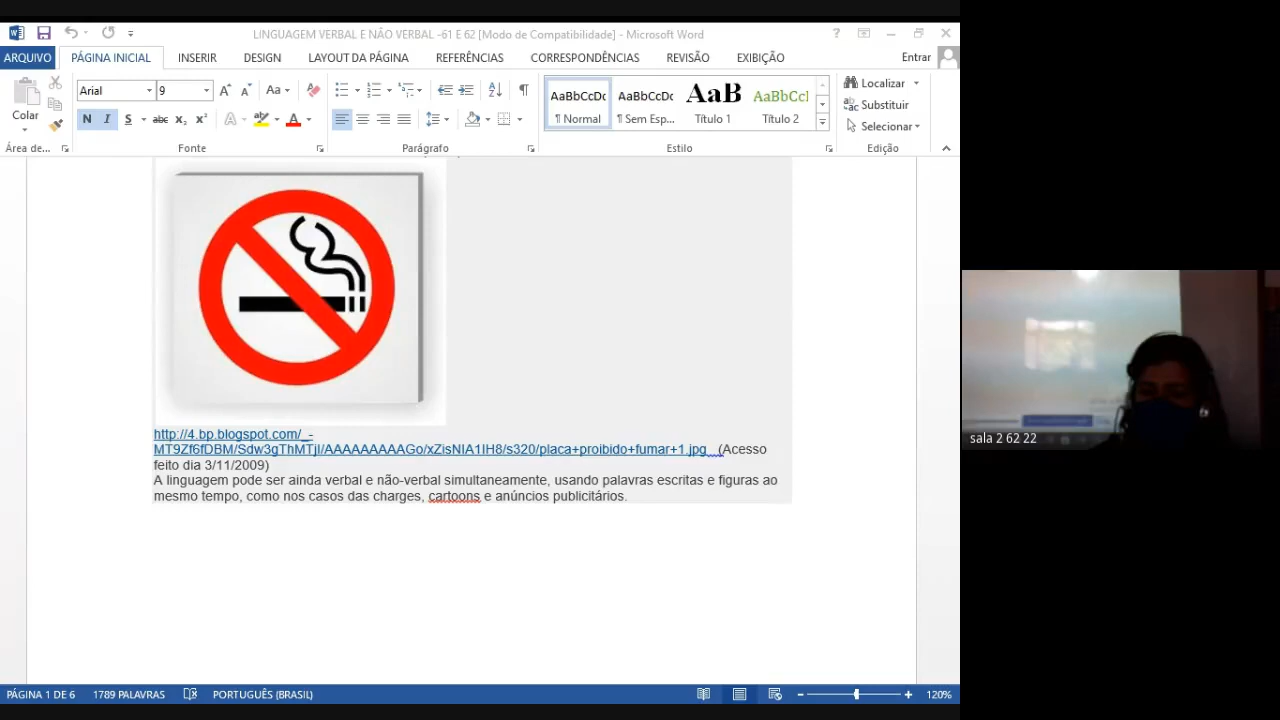 LINGUAGEM VERBAL E NÃO VERBAL -61 E 62 [Modo de Compatibilidade] - Microsoft Word
ARQUIVO PÁGINA INICIAL INSERIR DESIGN LAYOUT DA PÁGINA REFERÊNCIAS CORRESPONDÊNCIAS REVISÃO EXIBIÇÃO Entrar
Arial 9 Aa AaBbCcDc AaBbCcDc AaB AaBbCcI Localizar
Colar N I S abc x₂ x² A A ¶ Normal ¶ Sem Esp... Título 1 Título 2 Substituir
Selecionar
Área de... Fonte Parágrafo Estilo Edição
http://4.bp.blogspot.com/_-
MT9Zf6fDBM/Sdw3gThMTjI/AAAAAAAAAGo/xZisNIA1IH8/s320/placa+proibido+fumar+1.jpg (Acesso
feito dia 3/11/2009)
A linguagem pode ser ainda verbal e não-verbal simultaneamente, usando palavras escritas e figuras ao
mesmo tempo, como nos casos das charges, cartoons e anúncios publicitários.
sala 2 62 22
PÁGINA 1 DE 6 1789 PALAVRAS PORTUGUÊS (BRASIL) 120%